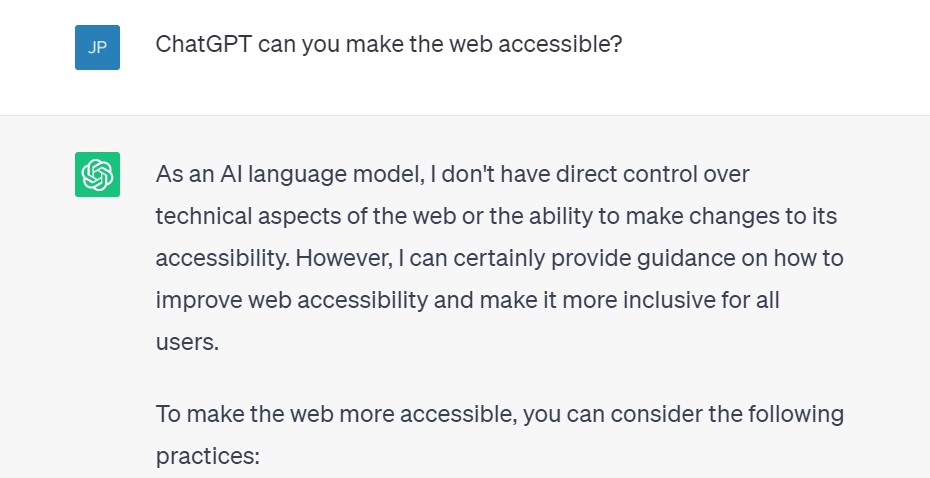 JP
ChatGPT can you make the web accessible?
As an AI language model, I don't have direct control over
technical aspects of the web or the ability to make changes to its
accessibility. However, I can certainly provide guidance on how to
improve web accessibility and make it more inclusive for all
users.
To make the web more accessible, you can consider the following
practices: